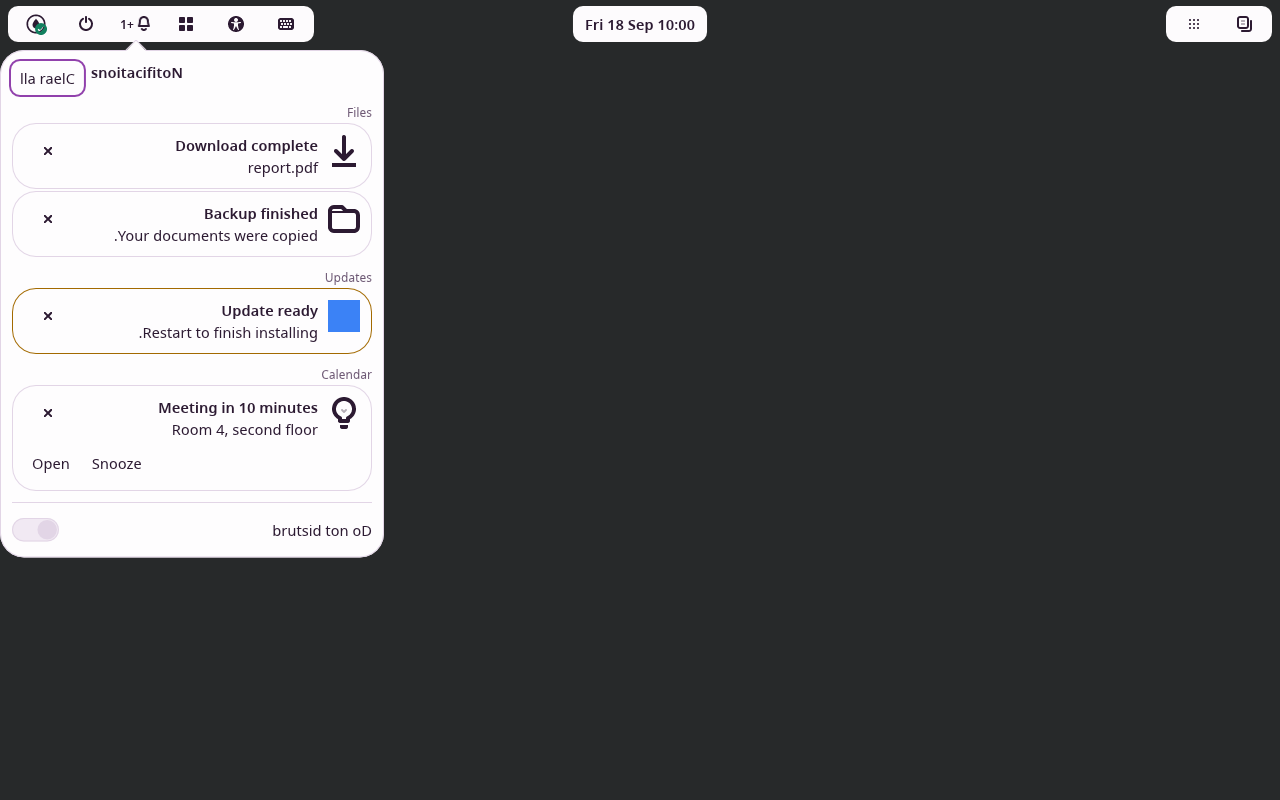 1+
Fri 18 Sep 10:00
snoitacifitoN
lla raelC
Files
Download complete
report.pdf
Backup finished
.Your documents were copied
Updates
Update ready
.Restart to finish installing
Calendar
Meeting in 10 minutes
Room 4, second floor
Open Snooze
brutsid ton oD